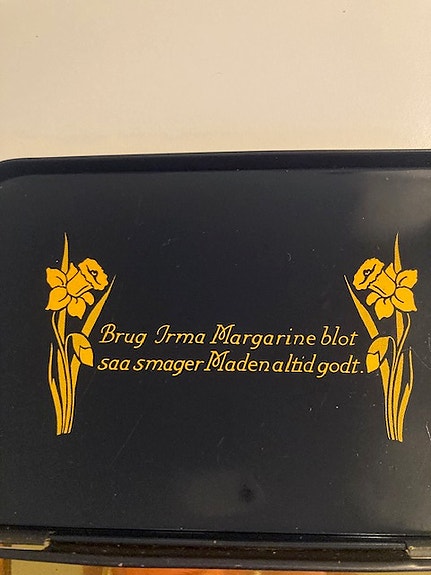 Brug Irma Margarine blot
saa smager Maden altid godt.